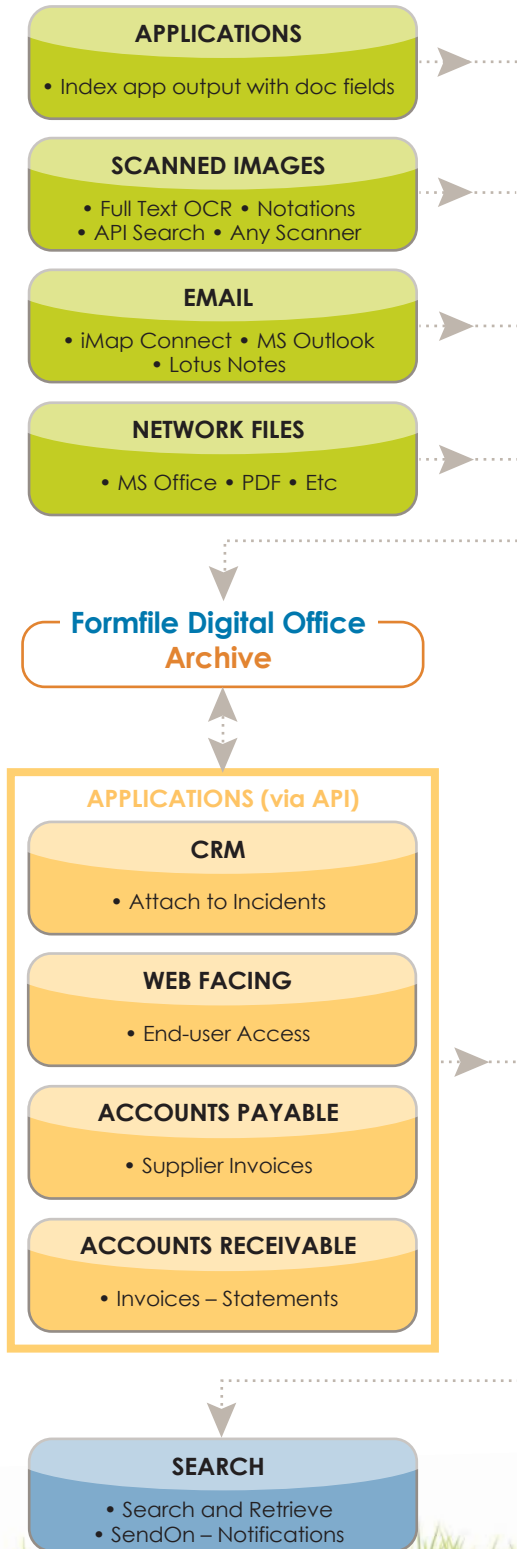 APPLICATIONS
• Index app output with doc fields
SCANNED IMAGES
• Full Text OCR • Notations
• API Search • Any Scanner
EMAIL
• iMap Connect • MS Outlook
• Lotus Notes
NETWORK FILES
• MS Office • PDF • Etc
Formfile Digital Office
Archive
APPLICATIONS (via API)
CRM
• Attach to Incidents
WEB FACING
• End-user Access
ACCOUNTS PAYABLE
• Supplier Invoices
ACCOUNTS RECEIVABLE
• Invoices – Statements
SEARCH
• Search and Retrieve
• SendOn – Notifications